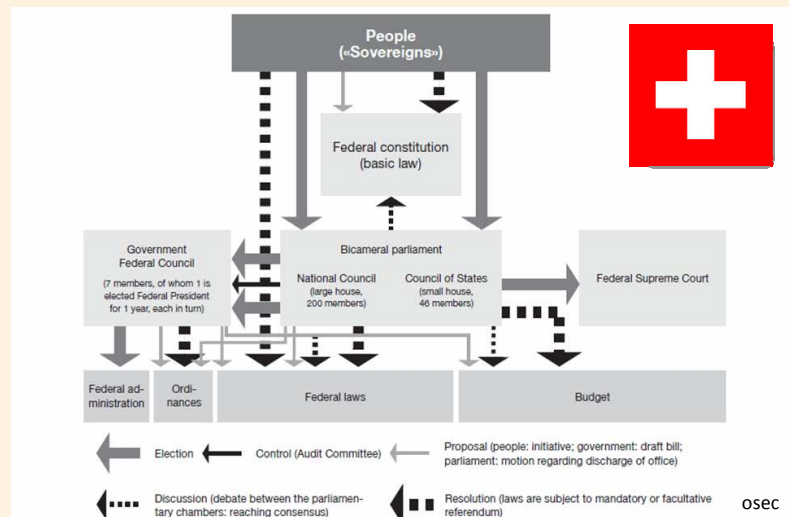 People
(«Sovereigns»)
Federal constitution
(basic law)
Government
Federal Council
(7 members, of whom 1 is
elected Federal President
for 1 year, each in turn)
Bicameral parliament
National Council
(large house,
200 members)
Council of States
(small house,
46 members)
Federal Supreme Court
Federal ad-
ministration
Ordi-
nances
Federal laws
Budget
Election
Control (Audit Committee)
Proposal (people: initiative; government: draft bill;
parliament: motion regarding discharge of office)
Discussion (debate between the parliamen-
tary chambers: reaching consensus)
Resolution (laws are subject to mandatory or facultative
referendum)
osec